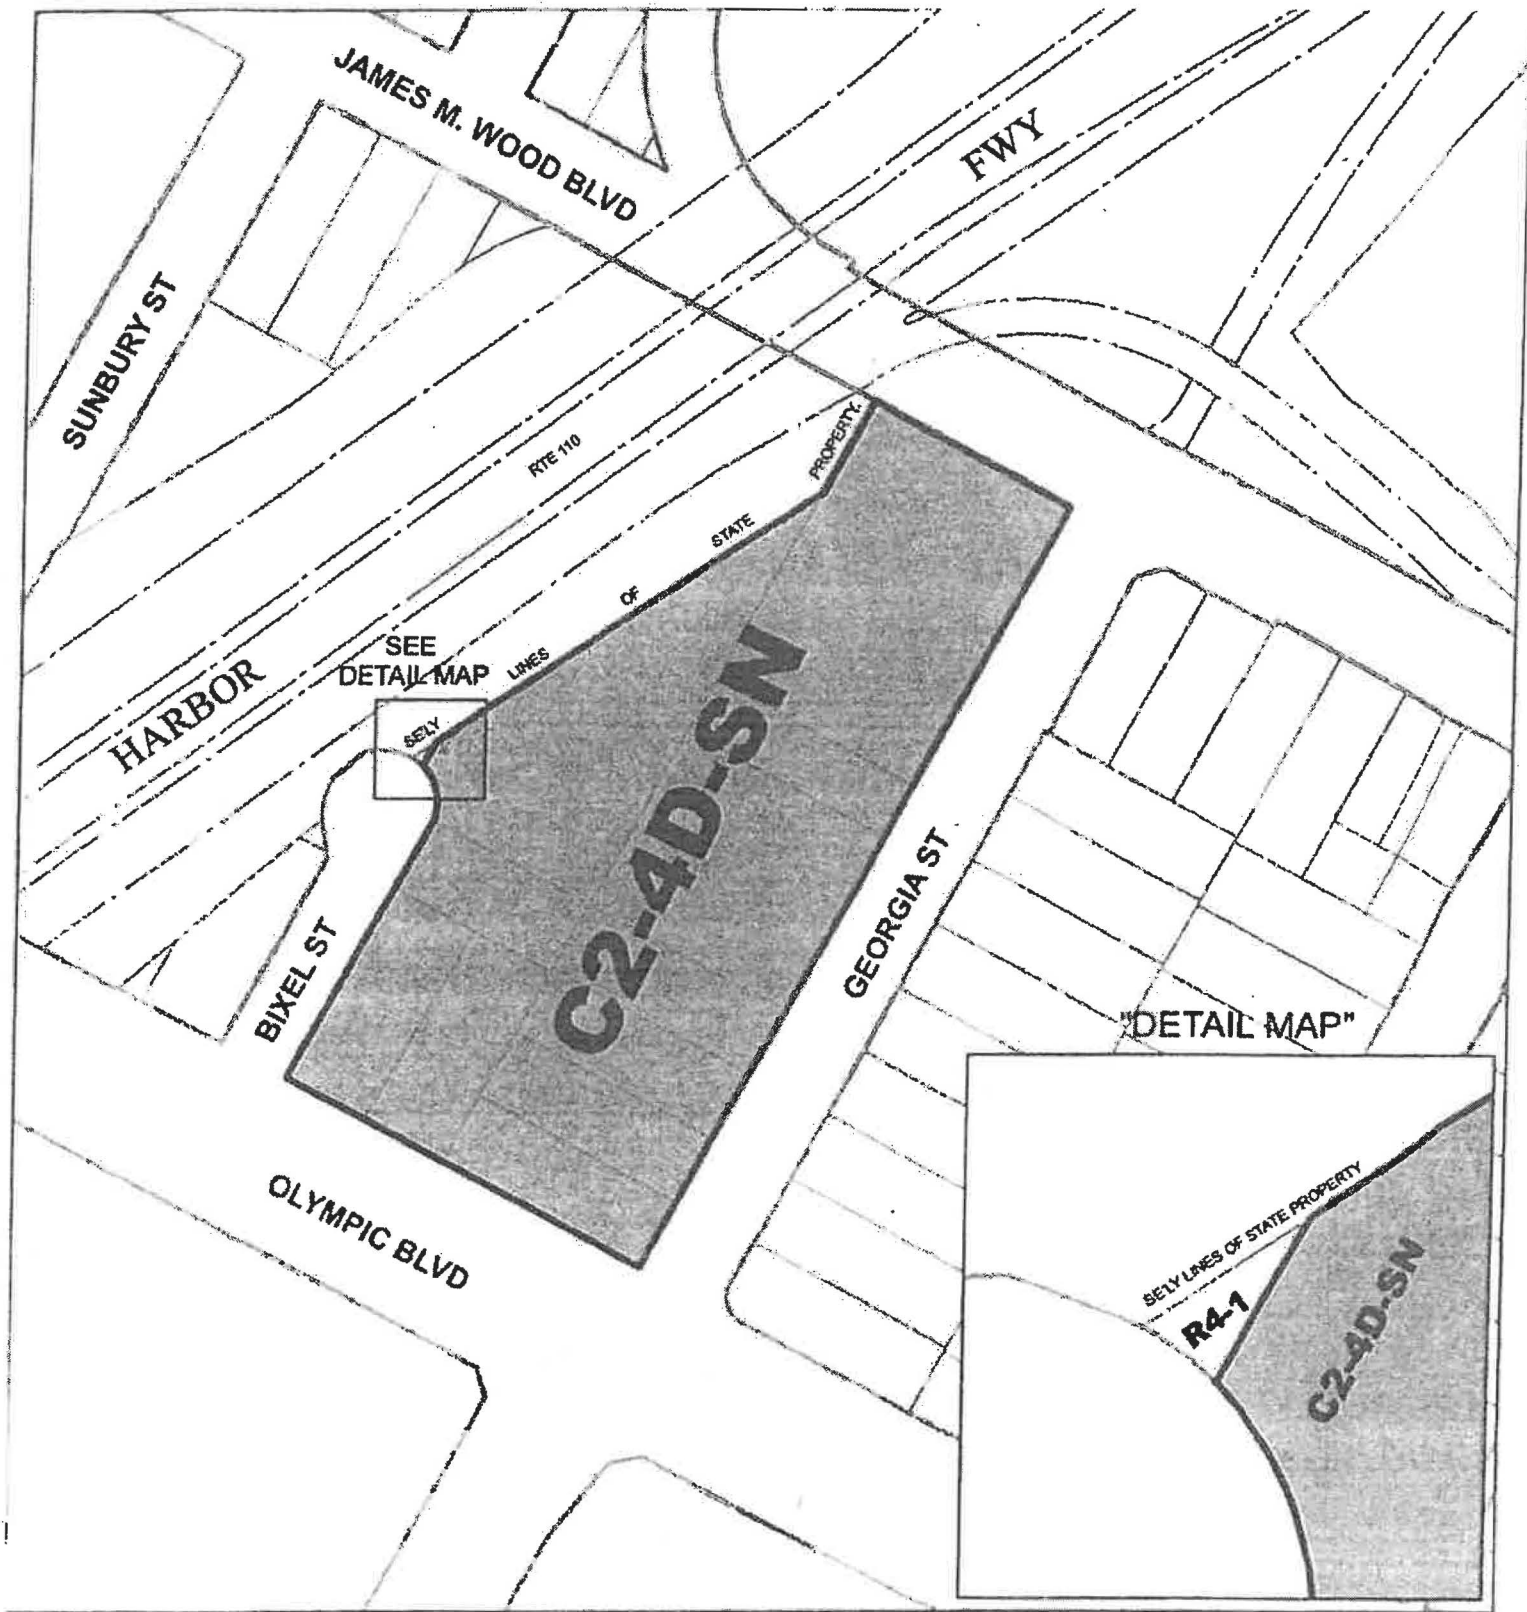 JAMES M. WOOD BLVD
FWY
SUNBURY ST
RTE 110
SELY LINES OF STATE PROPERTY.
SEE
DETAIL MAP
HARBOR
C2-4D-SN
GEORGIA ST
BIXEL ST
OLYMPIC BLVD
"DETAIL MAP"
SELY LINES OF STATE PROPERTY
R4-1
C2-4D-SN